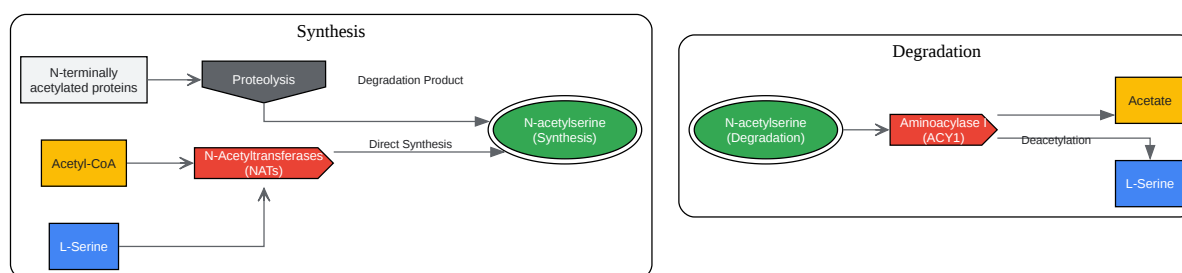 Synthesis
N-terminally
acetylated proteins
Proteolysis
Degradation Product
N-acetylserine
(Synthesis)
Acetyl-CoA
N-Acetyltransferases
(NATs)
Direct Synthesis
L-Serine
Degradation
N-acetylserine
(Degradation)
Aminoacylase I
(ACY1)
Deacetylation
Acetate
L-Serine